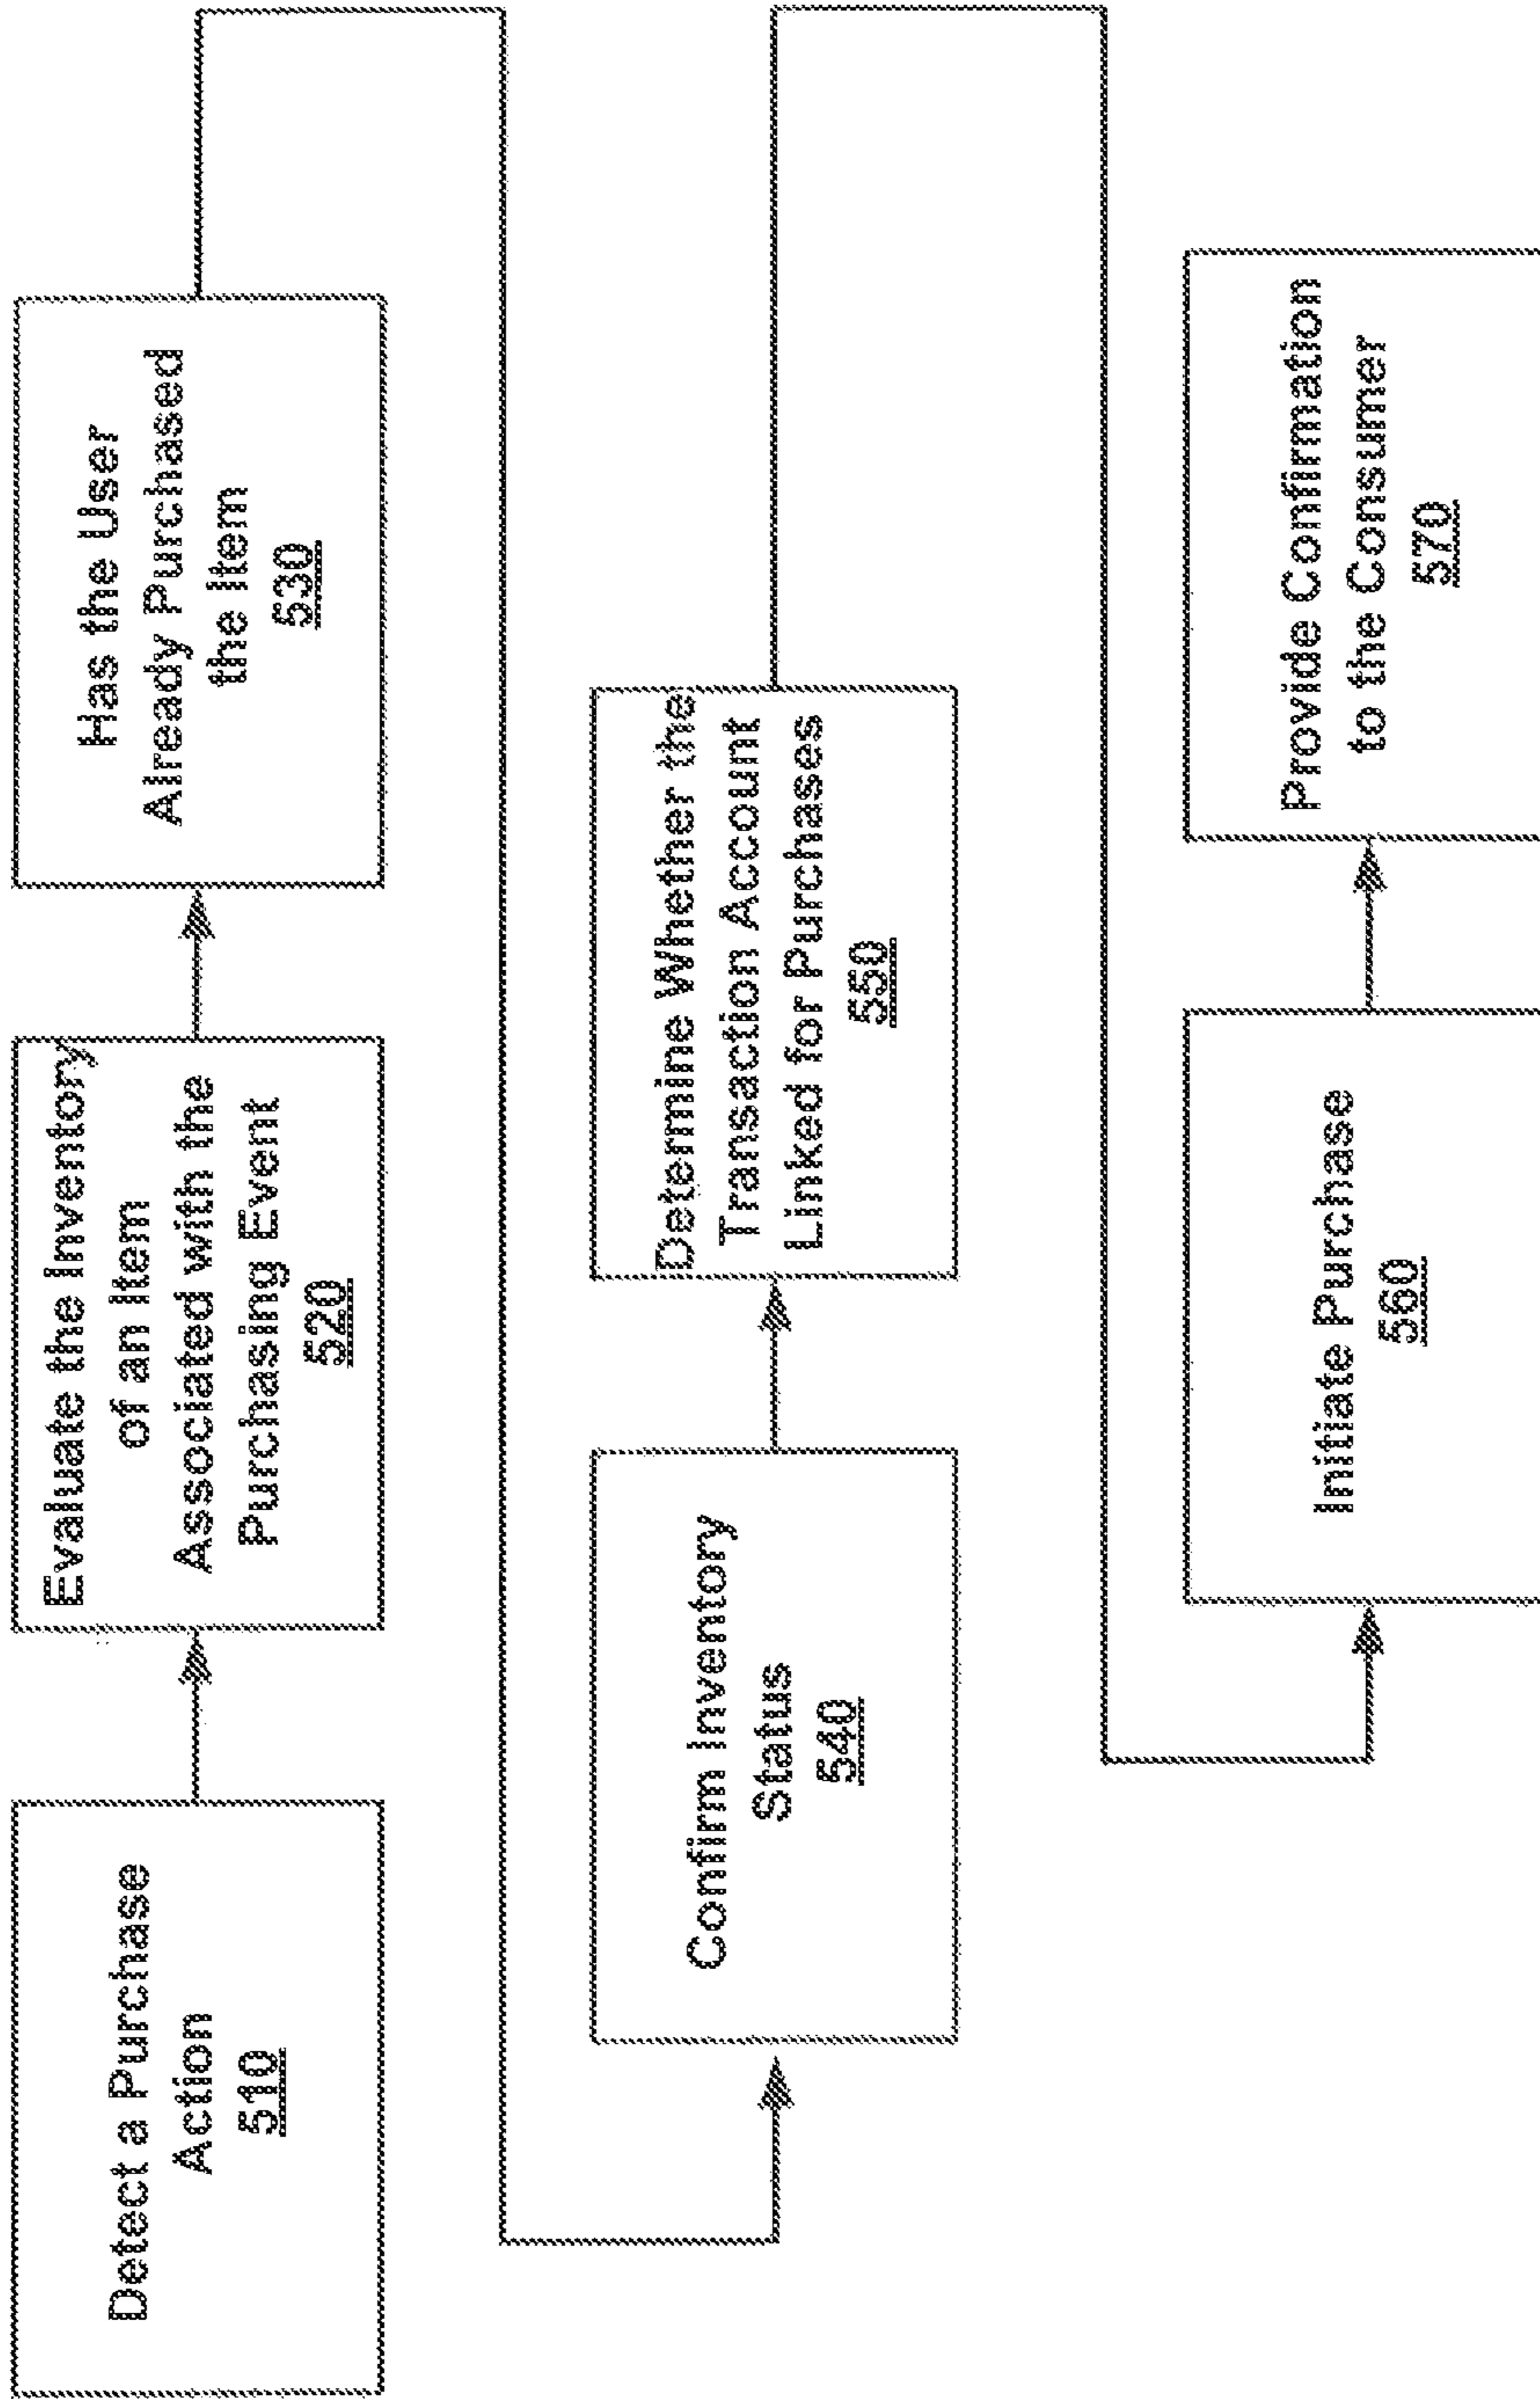 Detect a Purchase
Action
510
Evaluate the Inventory
of an Item
Associated with the
Purchasing Event
520
Has the User
Already Purchased
the Item
530
Confirm Inventory
Status
540
Determine Whether the
Transaction Account
Linked for Purchases
550
Initiate Purchase
560
Provide Confirmation
to the Consumer
570